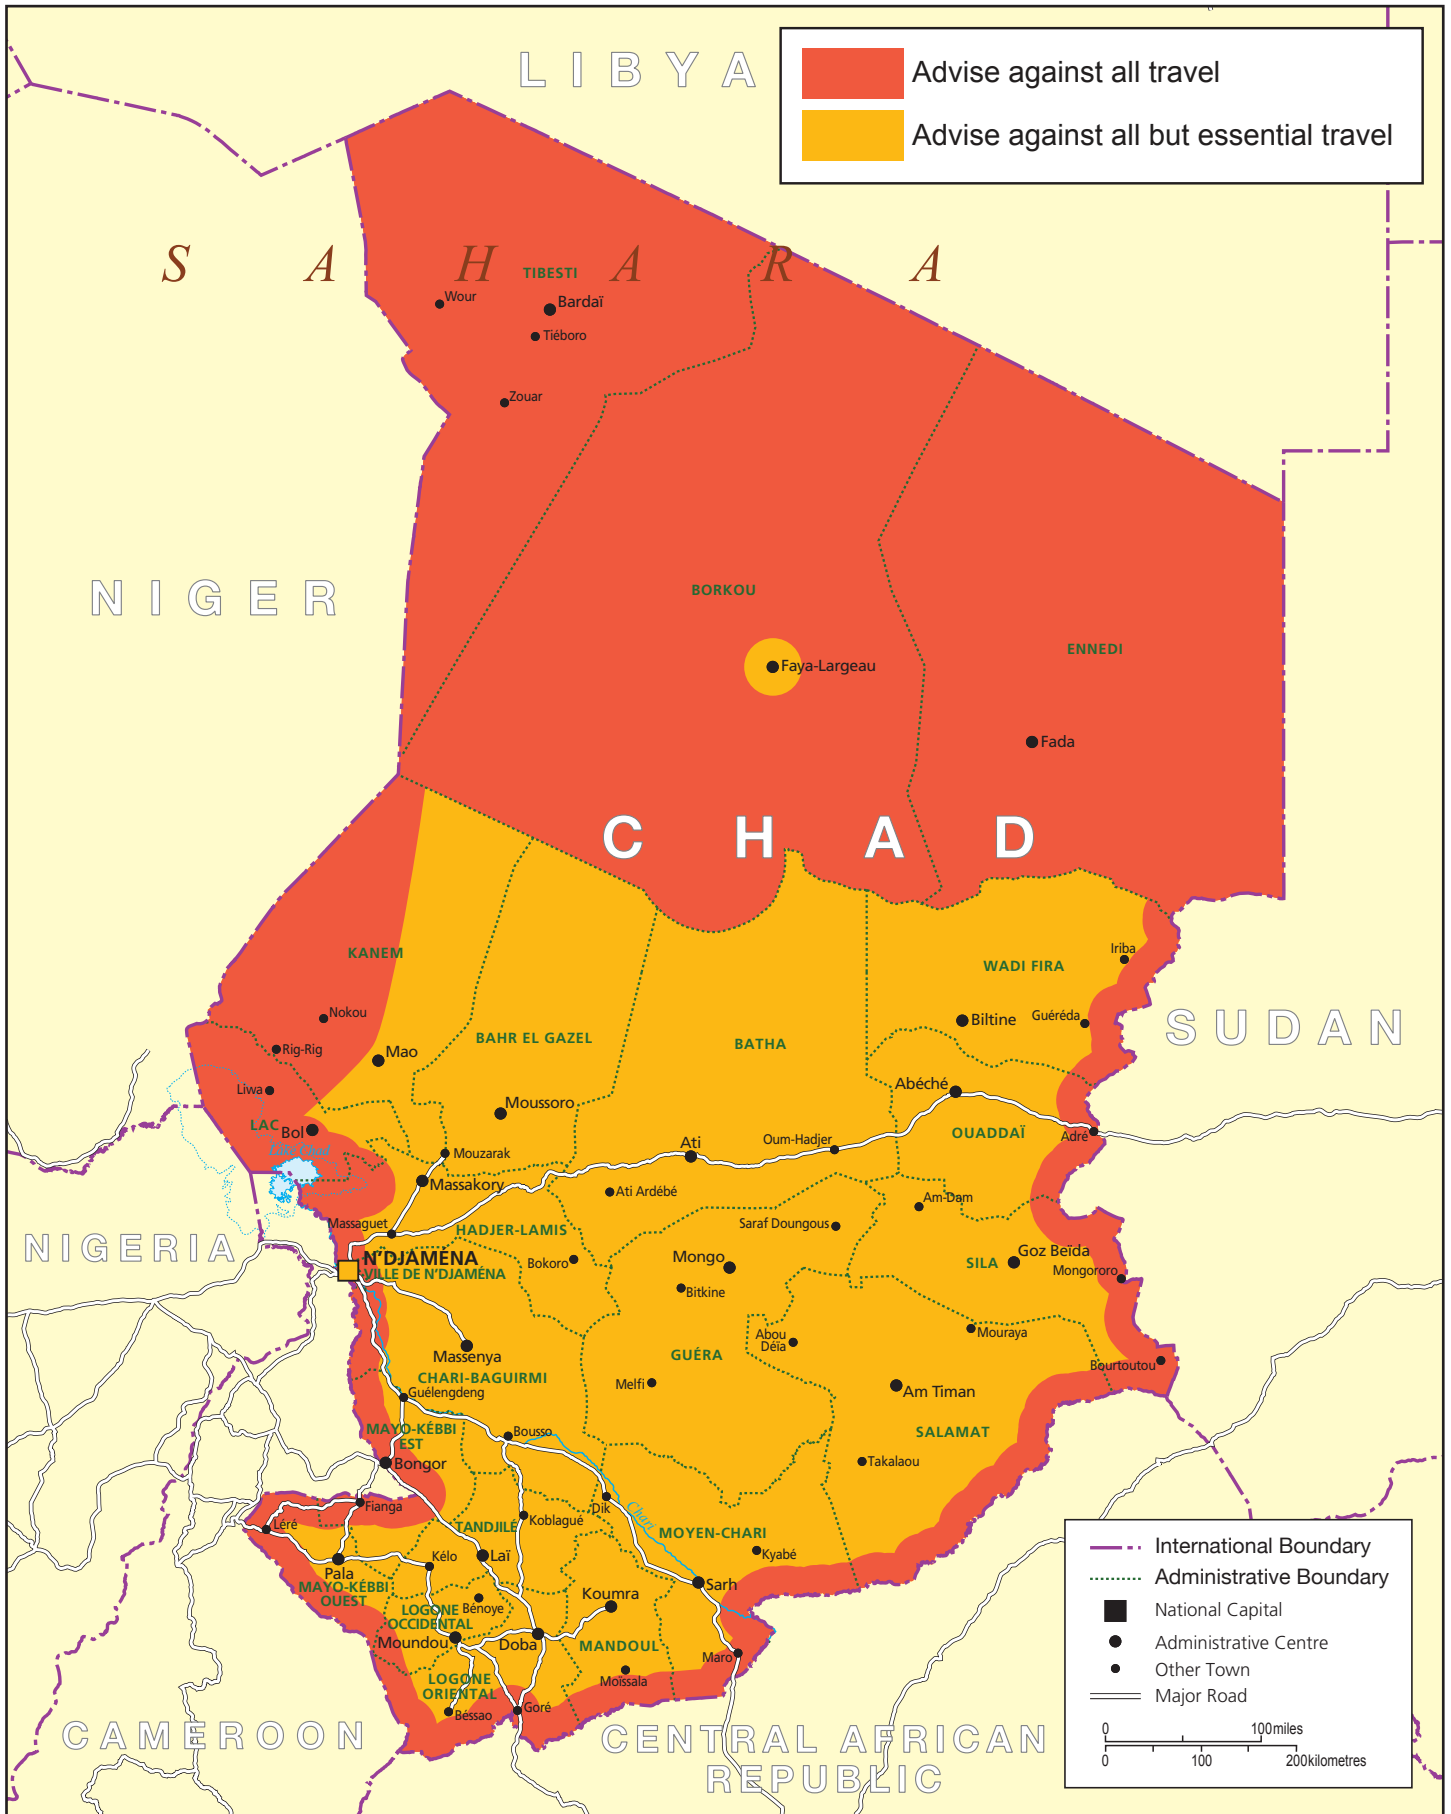 LIBYA
Advise against all travel
Advise against all but essential travel
SAHARA
TIBESTI
Wour
Bardaï
Tiéboro
Zouar
NIGER
BORKOU
ENNEDI
Faya-Largeau
Fada
CHAD
KANEM
Iriba
WADI FIRA
Nokou
Biltine
Guéréda
SUDAN
BAHR EL GAZEL
BATHA
Rig-Rig
Mao
Liwa
Abéché
Moussoro
LAC
Bol
OUADDAÏ
Adré
Lake Chad
Mouzarak
Ati
Oum-Hadjer
Massakory
Ati Ardébé
Am-Dam
Massaguet
HADJER-LAMIS
Saraf Doungous
NIGERIA
N'DJAMENA
VILLE DE N'DJAMÉNA
Bokoro
Mongo
SILA
Goz Beïda
Mongororo
Bitkine
Massenya
Abou
Déïa
Mouraya
GUÉRA
Bourtoutou
CHARI-BAGUIRMI
Guélengdeng
Melfi
Am Timan
MAYO-KÉBBI
EST
Bousso
SALAMAT
Bongor
Takalaou
Fianga
Dik
Chari
Léré
TANDJILÉ
Koblagué
MOYEN-CHARI
Kélo
Laï
Kyabé
Pala
MAYO-KÉBBI
OUEST
Sarh
Koumra
LOGONE
OCCIDENTAL
Bénoye
Moundou
Doba
MANDOUL
Maro
Moïssala
LOGONE
ORIENTAL
Béssao
Goré
CAMEROON
CENTRAL AFRICAN
REPUBLIC
International Boundary
Administrative Boundary
National Capital
Administrative Centre
Other Town
Major Road
0 100miles
0 100 200kilometres